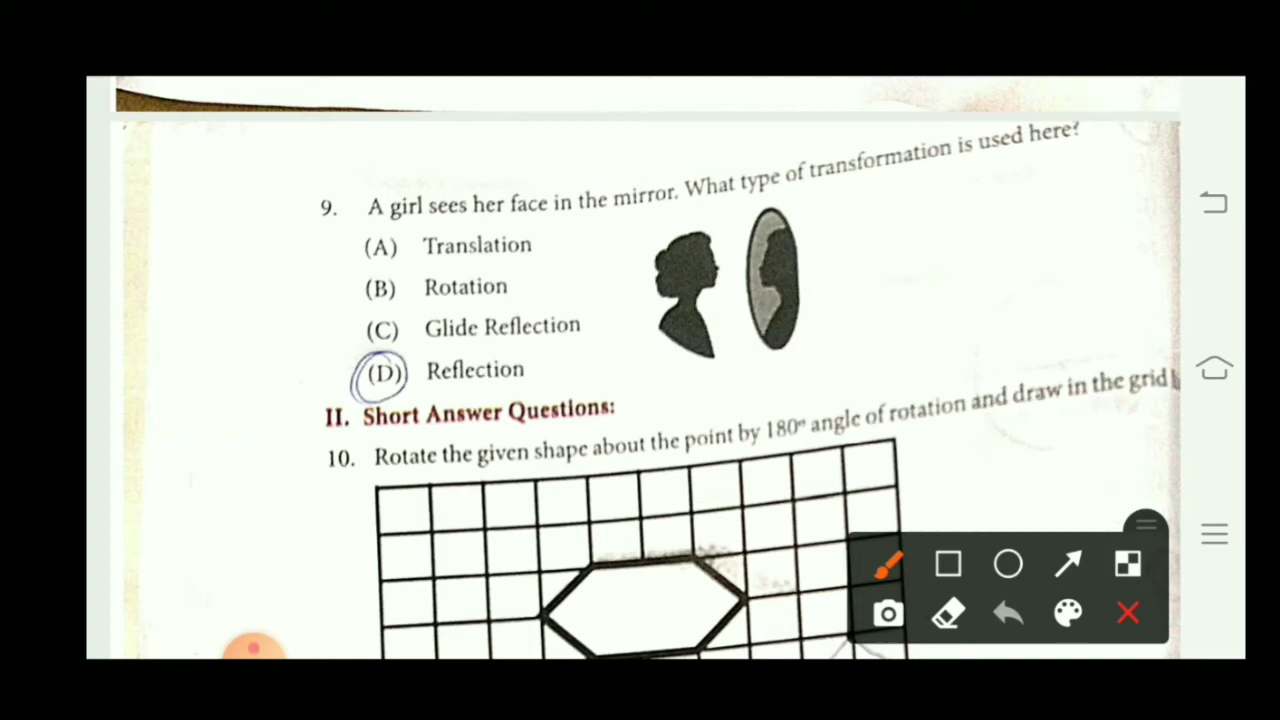 9. A girl sees her face in the mirror. What type of transformation is used here?
(A) Translation
(B) Rotation
(C) Glide Reflection
(D) Reflection
II. Short Answer Questions:
10. Rotate the given shape about the point by 180° angle of rotation and draw in the grid